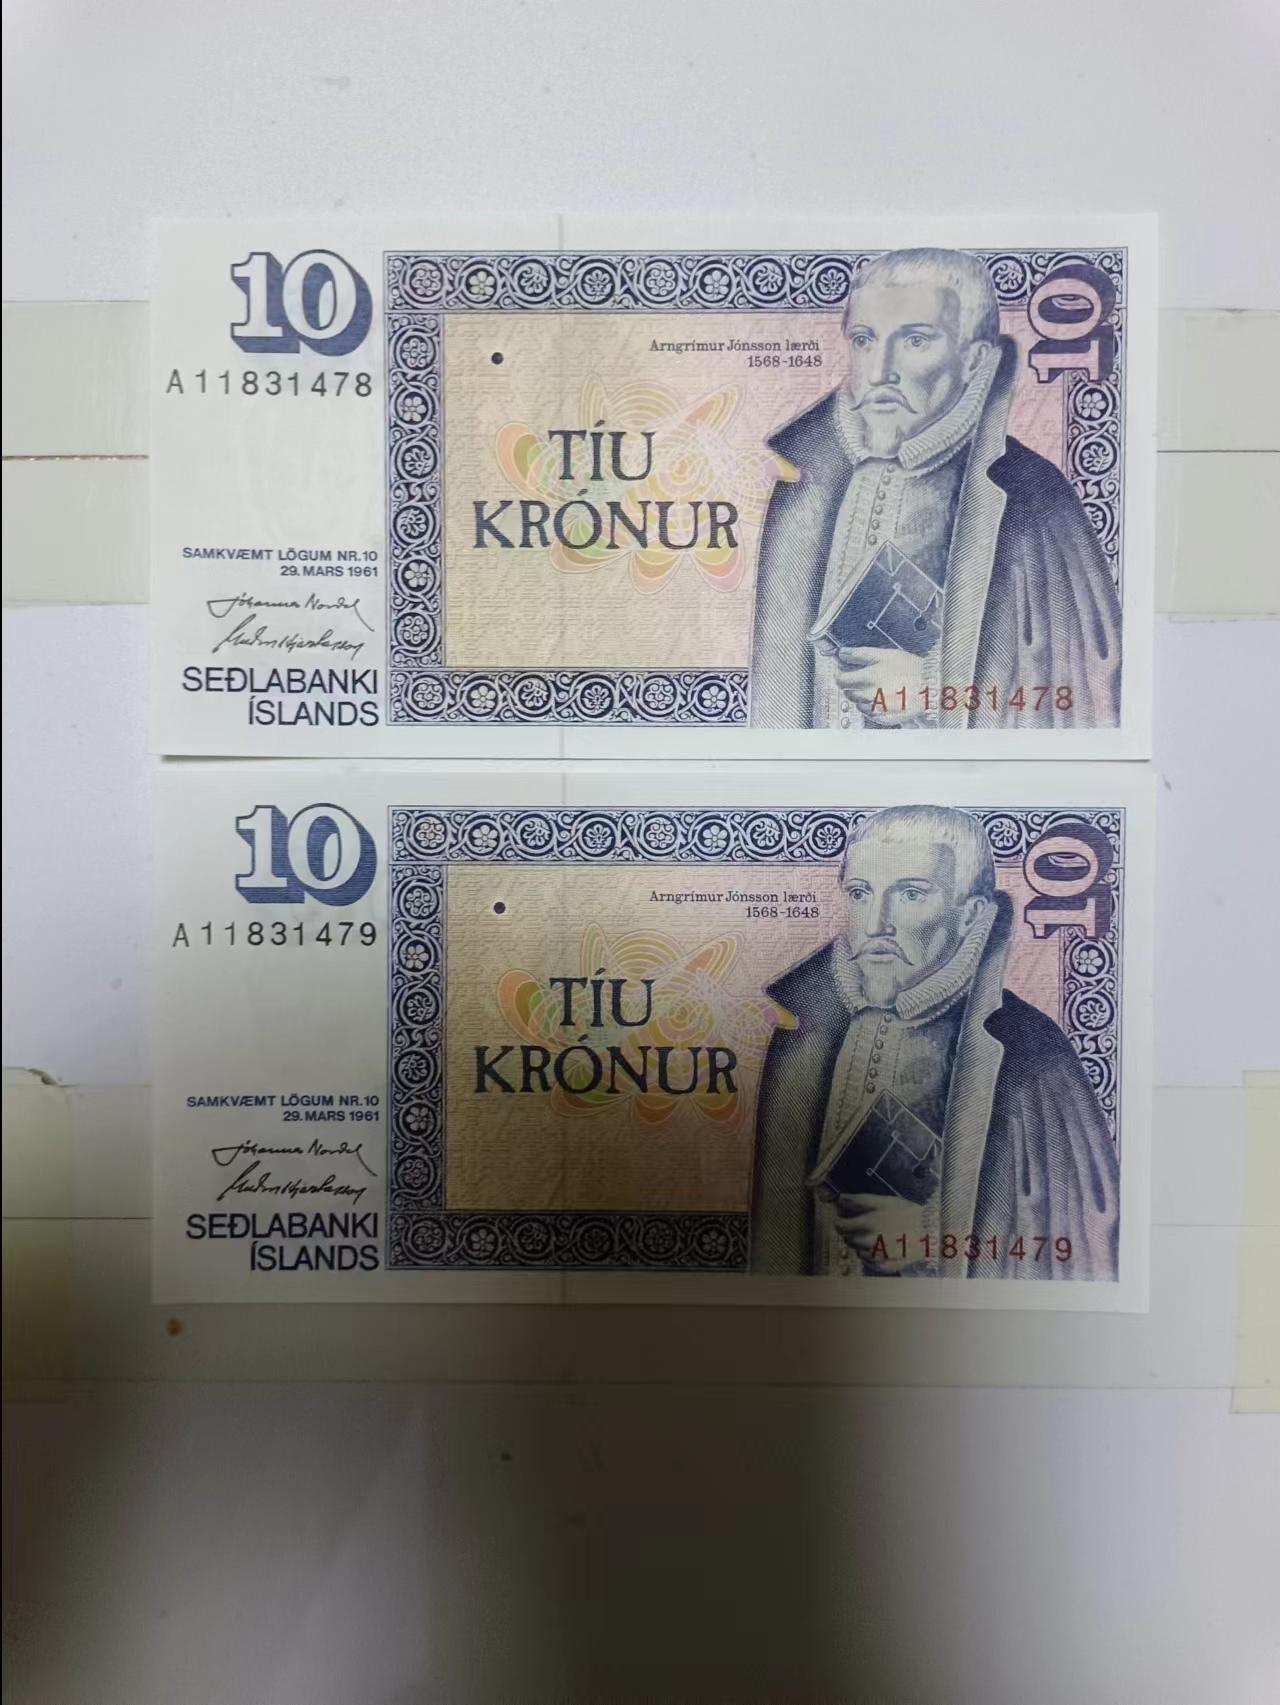 10
A11831478
Arngrímur Jónsson lærði
1568-1648
10
TÍU
KRÓNUR
SAMKVÆMT LÖGUM NR.10
29. MARS 1961
SEÐLABANKI
ÍSLANDS
A11831478
10
A11831479
Arngrímur Jónsson lærði
1568-1648
10
TÍU
KRÓNUR
SAMKVÆMT LÖGUM NR.10
29. MARS 1961
SEÐLABANKI
ÍSLANDS
A11831479